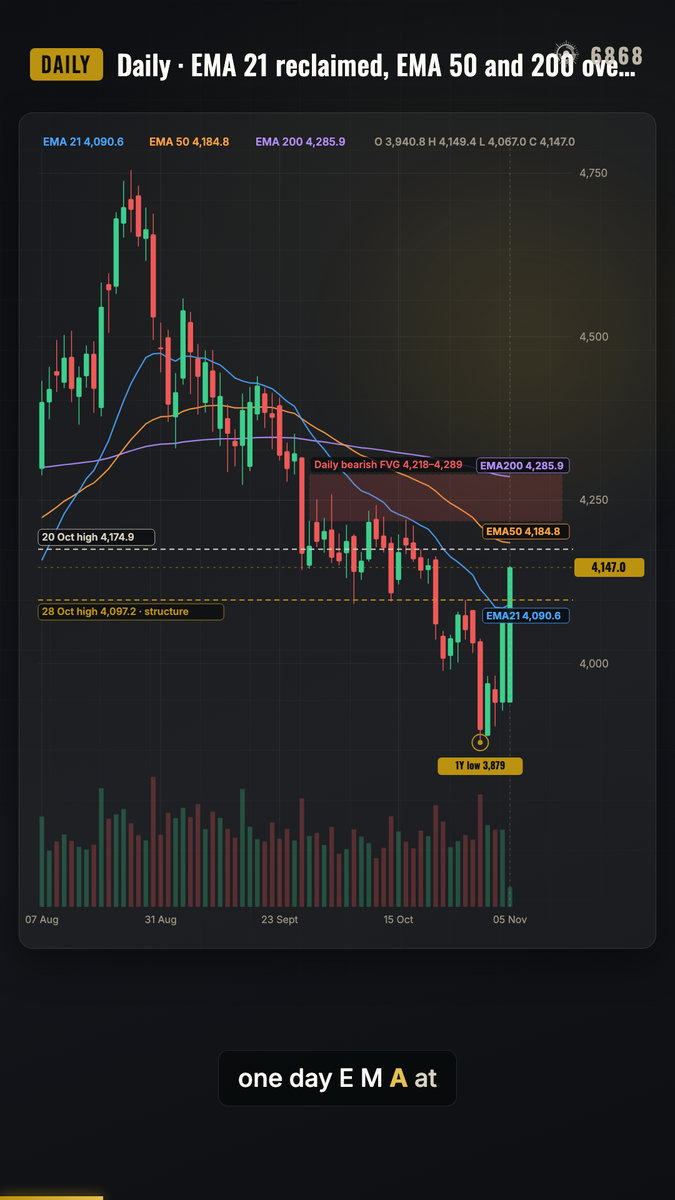 DAILY
Daily · EMA 21 reclaimed, EMA 50 and 200 ove...
6868
EMA 21 4,090.6 EMA 50 4,184.8 EMA 200 4,285.9 O 3,940.8 H 4,149.4 L 4,067.0 C 4,147.0
4,750
4,500
Daily bearish FVG 4,218–4,289
EMA200 4,285.9
4,250
EMA50 4,184.8
20 Oct high 4,174.9
4,147.0
28 Oct high 4,097.2 · structure
EMA21 4,090.6
4,000
1Y low 3,879
07 Aug 31 Aug 23 Sept 15 Oct 05 Nov
one day E M A at